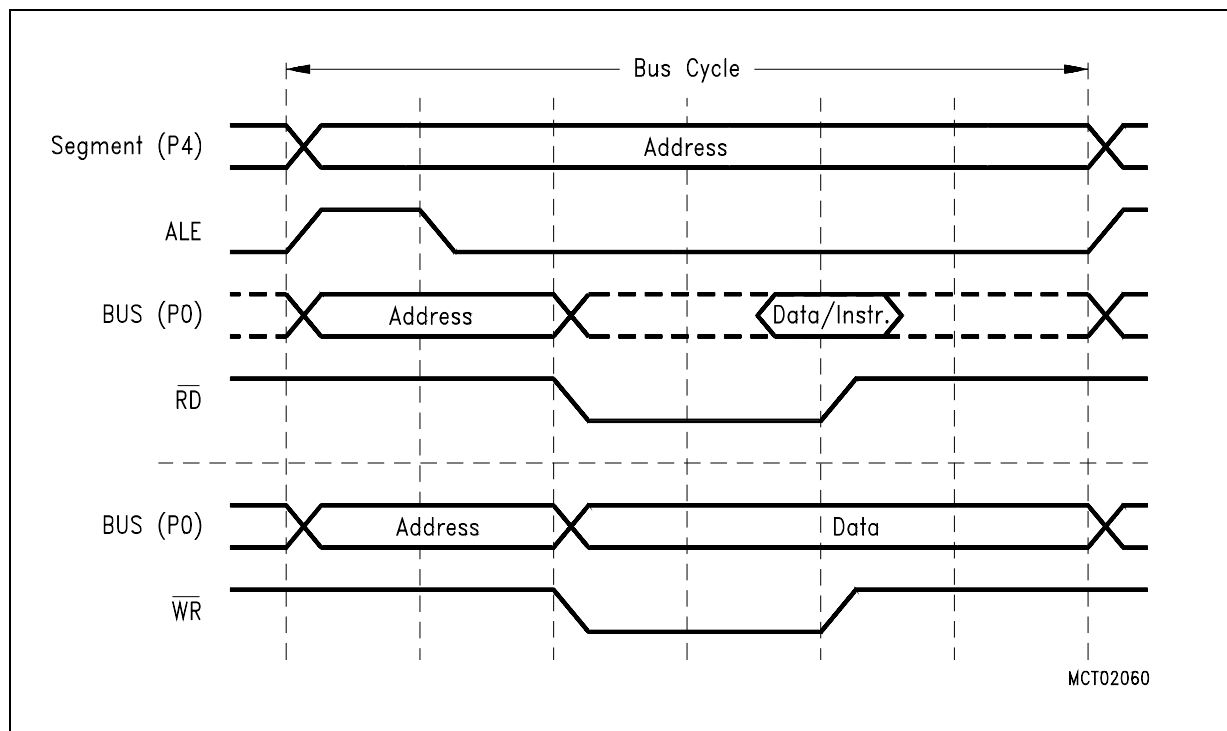 Bus Cycle
Segment (P4)
Address
ALE
BUS (P0)
Address
Data/Instr.
RD
BUS (P0)
Address
Data
WR
MCT02060